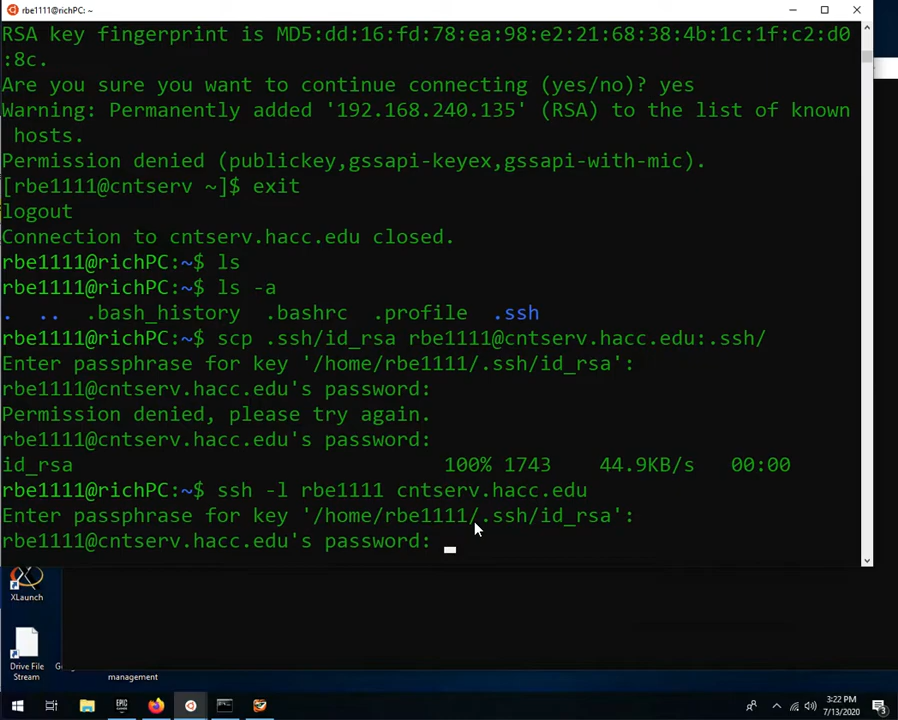 rbe1111@richPC: ~
RSA key fingerprint is MD5:dd:16:fd:78:ea:98:e2:21:68:38:4b:1c:1f:c2:d0
:8c.
Are you sure you want to continue connecting (yes/no)? yes
Warning: Permanently added '192.168.240.135' (RSA) to the list of known
hosts.
Permission denied (publickey,gssapi-keyex,gssapi-with-mic).
[rbe1111@cntserv ~]$ exit
logout
Connection to cntserv.hacc.edu closed.
rbe1111@richPC:~$ ls
rbe1111@richPC:~$ ls -a
. .. .bash_history .bashrc .profile .ssh
rbe1111@richPC:~$ scp .ssh/id_rsa rbe1111@cntserv.hacc.edu:.ssh/
Enter passphrase for key '/home/rbe1111/.ssh/id_rsa':
rbe1111@cntserv.hacc.edu's password:
Permission denied, please try again.
rbe1111@cntserv.hacc.edu's password:
id_rsa 100% 1743 44.9KB/s 00:00
rbe1111@richPC:~$ ssh -l rbe1111 cntserv.hacc.edu
Enter passphrase for key '/home/rbe1111/.ssh/id_rsa':
rbe1111@cntserv.hacc.edu's password:
XLaunch
Drive File
Stream
management
EPIC
3:22 PM
7/13/2020
3